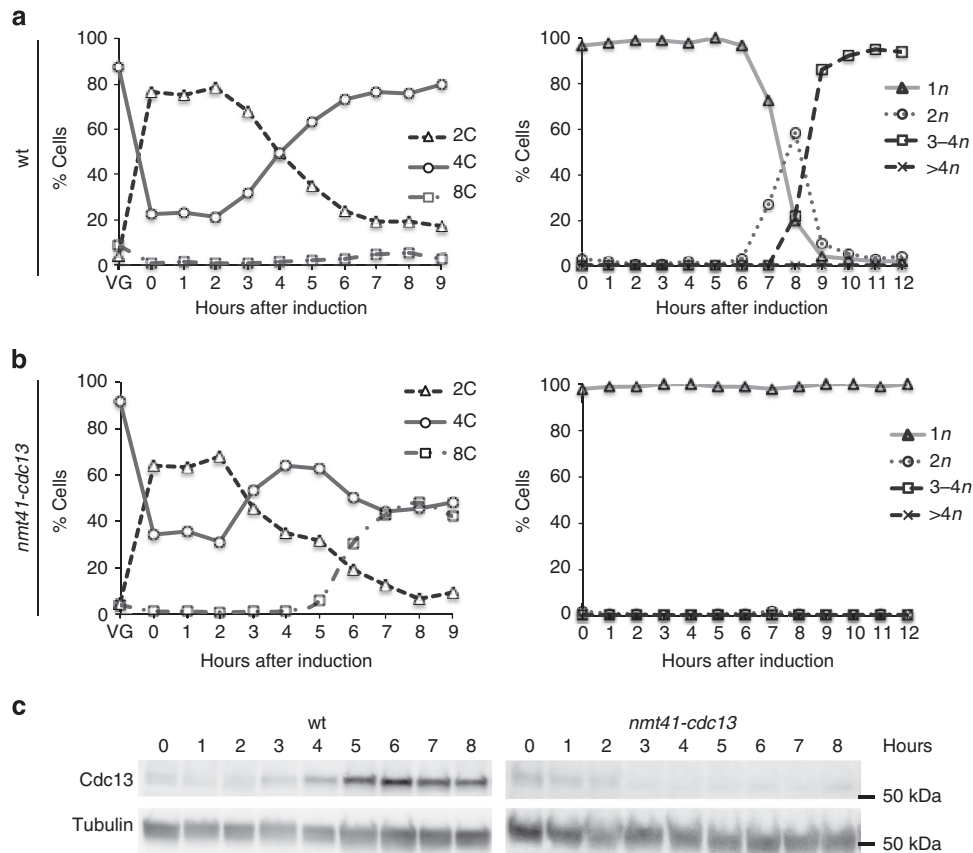 a
wt
% Cells
100
80
60
40
20
0
VG 0 1 2 3 4 5 6 7 8 9
Hours after induction
2C
4C
8C
% Cells
100
80
60
40
20
0
0 1 2 3 4 5 6 7 8 9 10 11 12
Hours after induction
1n
2n
3–4n
>4n
b
nmt41-cdc13
% Cells
100
80
60
40
20
0
VG 0 1 2 3 4 5 6 7 8 9
Hours after induction
2C
4C
8C
% Cells
100
80
60
40
20
0
0 1 2 3 4 5 6 7 8 9 10 11 12
Hours after induction
1n
2n
3–4n
>4n
c
wt nmt41-cdc13
0 1 2 3 4 5 6 7 8 0 1 2 3 4 5 6 7 8 Hours
Cdc13
50 kDa
Tubulin
50 kDa